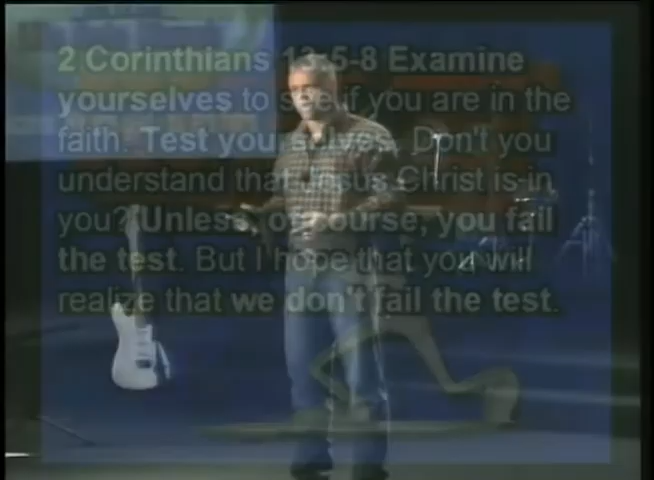 2 Corinthians 13:5-8 Examine
yourselves to see if you are in the
faith. Test yourselves. Don't you
understand that Jesus Christ is in
you? Unless, of course, you fail
the test. But I hope that you will
realize that we don't fail the test.